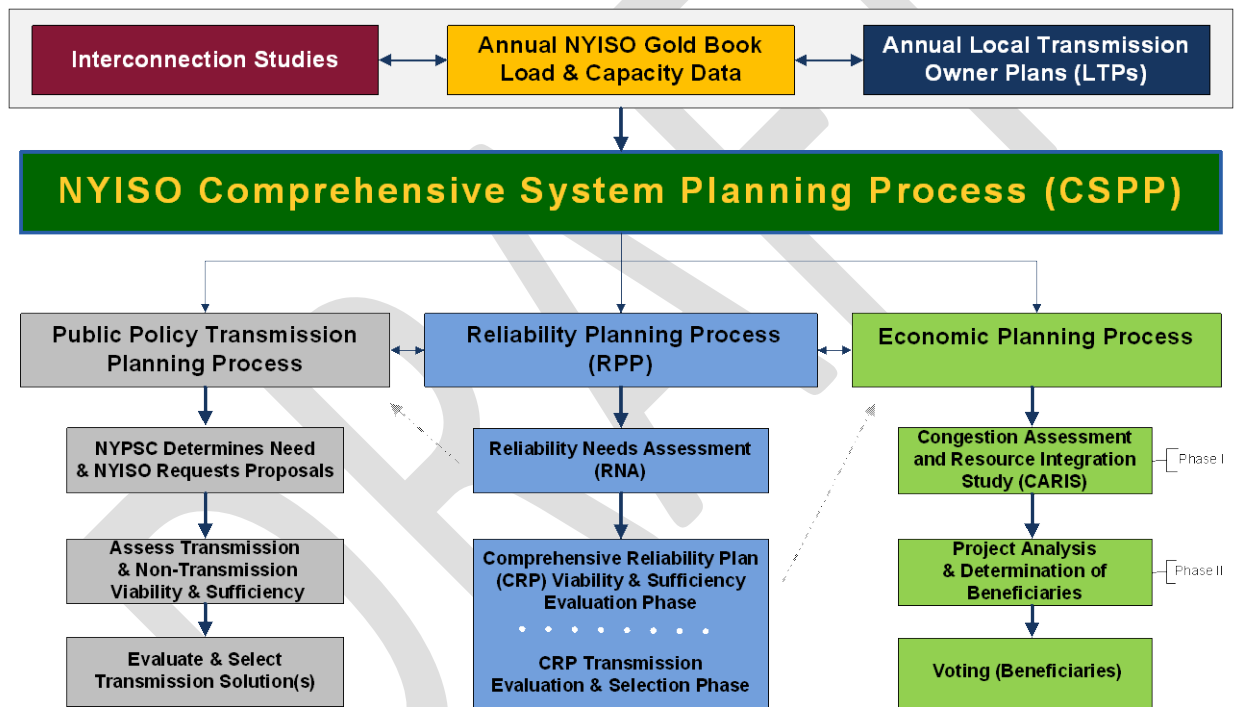 Interconnection Studies
Annual NYISO Gold Book
Load & Capacity Data
Annual Local Transmission
Owner Plans (LTPs)
NYISO Comprehensive System Planning Process (CSPP)
Public Policy Transmission
Planning Process
Reliability Planning Process
(RPP)
Economic Planning Process
NYPSC Determines Need
& NYISO Requests Proposals
Reliability Needs Assessment
(RNA)
Congestion Assessment
and Resource Integration
Study (CARIS)
Phase I
Assess Transmission
& Non-Transmission
Viability & Sufficiency
Comprehensive Reliability Plan
(CRP) Viability & Sufficiency
Evaluation Phase
Project Analysis
& Determination of
Beneficiaries
Phase II
Evaluate & Select
Transmission Solution(s)
CRP Transmission
Evaluation & Selection Phase
Voting (Beneficiaries)
DRAFT